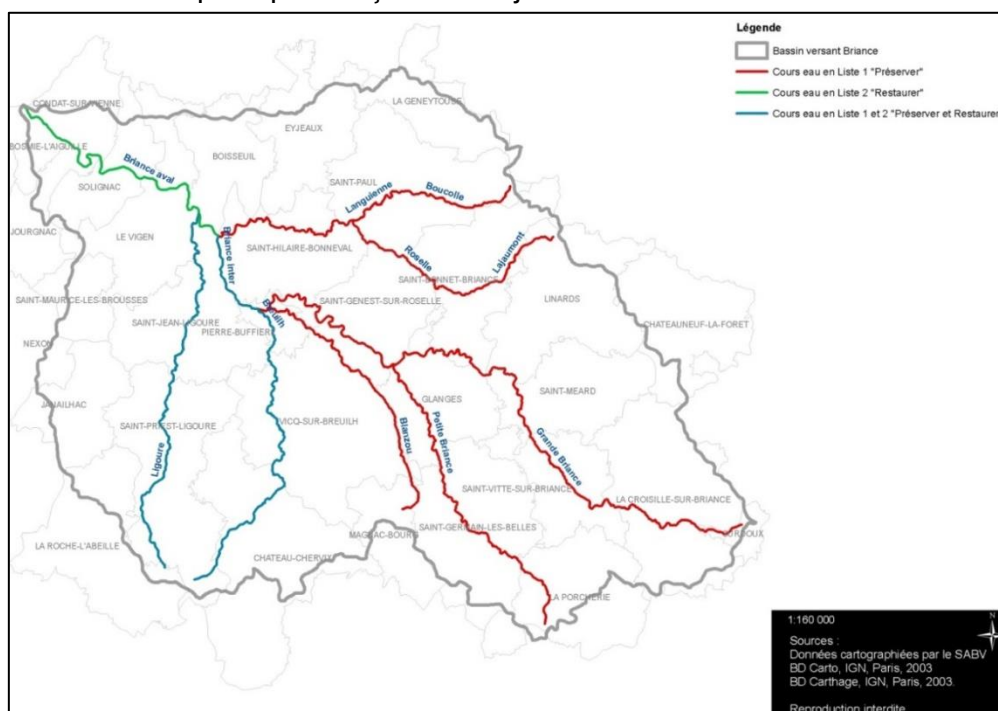 Légende
Bassin versant Briance
Cours eau en Liste 1 "Préserver"
Cours eau en Liste 2 "Restaurer"
Cours eau en Liste 1 et 2 "Préserver et Restaurer
CONDAT-SUR-VIENNE
LA GENEYTOUSE
EYJEAUX
BOSMIE-L'AIGUILLE
BOISSEUIL
Briance aval
SAINT-PAUL
SOLIGNAC
Languienne
Boucolle
JOURGNAC
LE VIGEN
Briance inter
SAINT-HILAIRE-BONNEVAL
Roselle
Lajaumont
SAINT-BONNET-BRIANCE
SAINT-MAURICE-LES-BROUSSES
SAINT-GENEST-SUR-ROSELLE
LINARDS
SAINT-JEAN-LIGOURE
PIERRE-BUFFIERE
CHATEAUNEUF-LA-FORET
NEXON
SAINT-MEARD
JANAILHAC
GLANGES
SAINT-PRIEST-LIGOURE
VICQ-SUR-BREUILH
Blanzou
Petite Briance
Grande Briance
Ligoure
SAINT-VITTE-SUR-BRIANCE
LA CROISILLE-SUR-BRIANCE
SAINT-GERMAIN-LES-BELLES
MAGNAC-BOURG
LA ROCHE-L'ABEILLE
CHATEAU-CHERVIX
LA PORCHERIE
1:160 000
N
Sources :
Données cartographiées par le SABV
BD Carto, IGN, Paris, 2003
BD Carthage, IGN, Paris, 2003.
Reproduction interdite